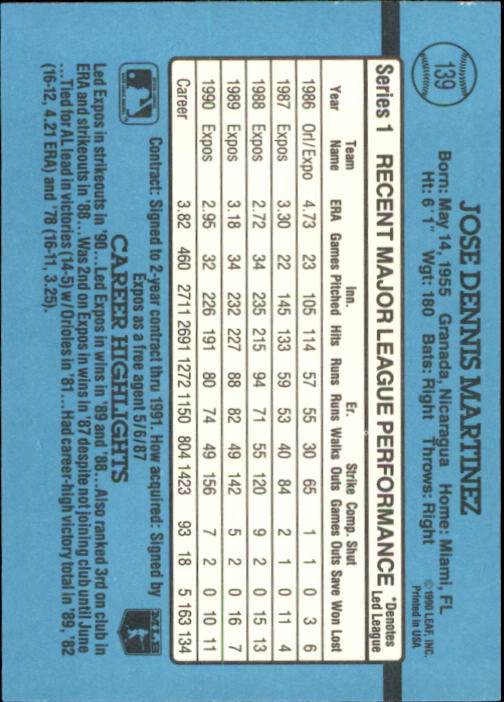 139
JOSE DENNIS MARTINEZ
Born: May 14, 1955 Granada, Nicaragua Home: Miami, FL
Ht: 6'1" Wgt: 180 Bats: Right Throws: Right
©1990 LEAF, INC.
Printed in USA
Series 1 RECENT MAJOR LEAGUE PERFORMANCE *Denotes Led League
Team Inn. Er. Strike Comp. Shut
Year Name ERA Games Pitched Hits Runs Runs Walks Outs Games Outs Save Won Lost
1986 Orl/Expo 4.73 23 105 114 57 55 30 65 1 1 0 3 6
1987 Expos 3.30 22 145 133 59 53 40 84 2 1 0 11 4
1988 Expos 2.72 34 235 215 94 71 55 120 9 2 0 15 13
1989 Expos 3.18 34 232 227 88 82 49 142 5 2 0 16 7
1990 Expos 2.95 32 226 191 80 74 49 156 7 2 0 10 11
Career 3.82 460 2711 2691 1272 1150 804 1423 93 18 5 163 134
Contract: Signed to 2-year contract thru 1991. How acquired: Signed by
Expos as a free agent 5/6/87
MLB
CAREER HIGHLIGHTS
Led Expos in strikeouts in '90...Led Expos in wins in '89 and '88...Also ranked 3rd on club in
ERA and strikeouts in '88...Was 2nd on Expos in wins in '87 despite not joining club until June
...Tied for AL lead in victories (14-5) w/Orioles in '81...Had career-high victory total in '89, '82
(16-12, 4.21 ERA) and '78 (16-11, 3.25).